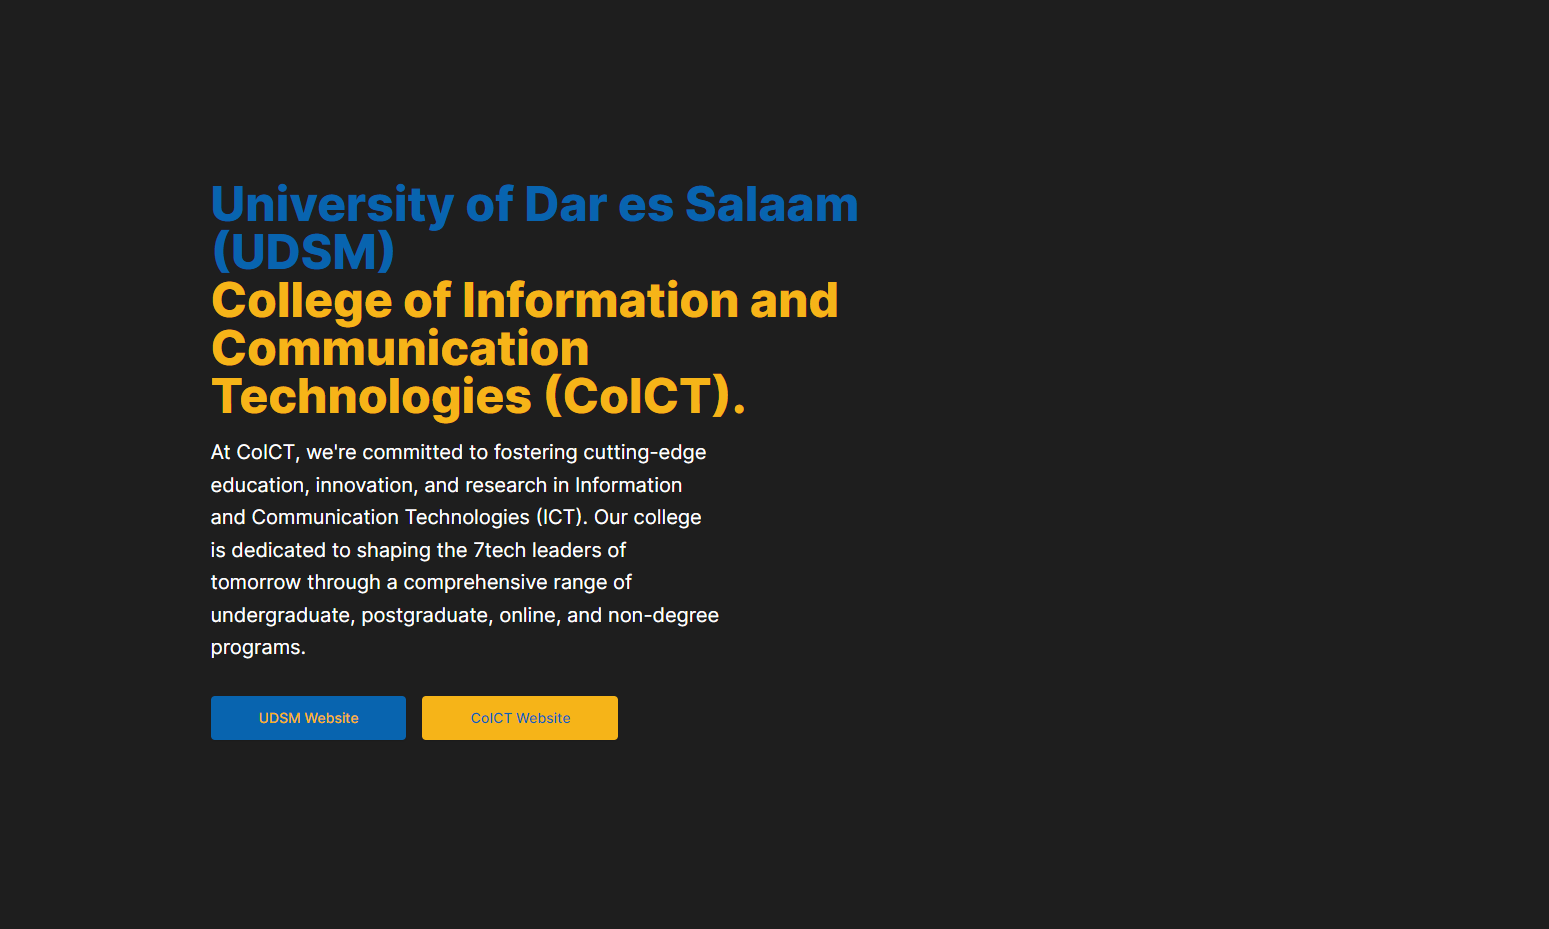 University of Dar es Salaam
(UDSM)
College of Information and
Communication
Technologies (CoICT).
At CoICT, we're committed to fostering cutting-edge
education, innovation, and research in Information
and Communication Technologies (ICT). Our college
is dedicated to shaping the 7tech leaders of
tomorrow through a comprehensive range of
undergraduate, postgraduate, online, and non-degree
programs.
UDSM Website
CoICT Website